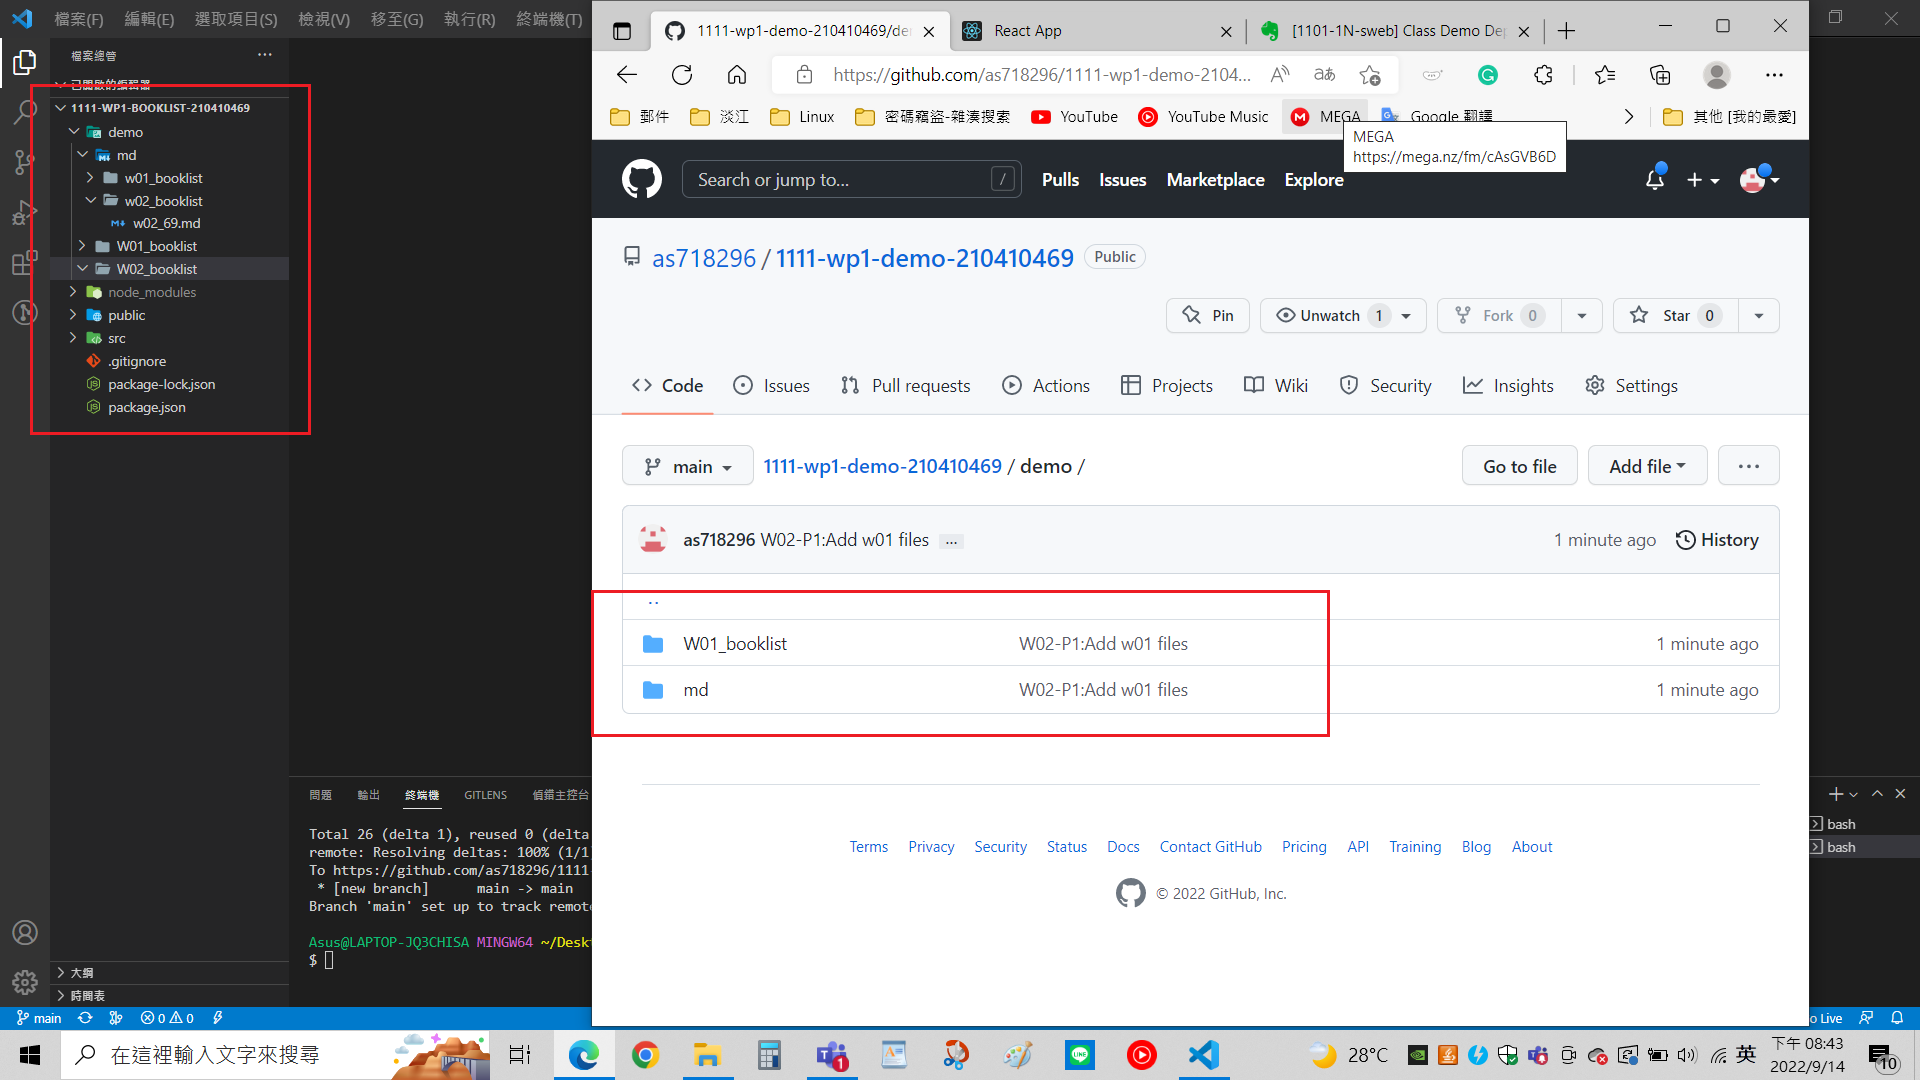 檔案(F) 編輯(E) 選取項目(S) 檢視(V) 移至(G) 執行(R) 終端機(T)
檔案總管
已開啟的編輯器
1111-WP1-BOOKLIST-210410469
demo
md
w01_booklist
w02_booklist
w02_69.md
W01_booklist
W02_booklist
node_modules
public
src
.gitignore
package-lock.json
package.json
大綱
時間表
問題 輸出 終端機 GITLENS 偵錯主控台
Total 26 (delta 1), reused 0 (delta
remote: Resolving deltas: 100% (1/1)
To https://github.com/as718296/1111-
* [new branch] main -> main
Branch 'main' set up to track remote
Asus@LAPTOP-JQ3CHISA MINGW64 ~/Deskt
$
bash
bash
main 0 0
o Live
1111-wp1-demo-210410469/de
React App
[1101-1N-sweb] Class Demo De
https://github.com/as718296/1111-wp1-demo-2104...
郵件 淡江 Linux 密碼竊盜-雜湊搜索 YouTube YouTube Music MEGA Google 翻譯 其他 [我的最愛]
MEGA
https://mega.nz/fm/cAsGVB6D
Search or jump to... /
Pulls Issues Marketplace Explore
as718296 / 1111-wp1-demo-210410469 Public
Pin Unwatch 1 Fork 0 Star 0
Code Issues Pull requests Actions Projects Wiki Security Insights Settings
main 1111-wp1-demo-210410469 / demo / Go to file Add file ...
as718296 W02-P1:Add w01 files ... 1 minute ago History
..
W01_booklist W02-P1:Add w01 files 1 minute ago
md W02-P1:Add w01 files 1 minute ago
Terms Privacy Security Status Docs Contact GitHub Pricing API Training Blog About
© 2022 GitHub, Inc.
在這裡輸入文字來搜尋
1
28°C
英
下午 08:43
2022/9/14
10